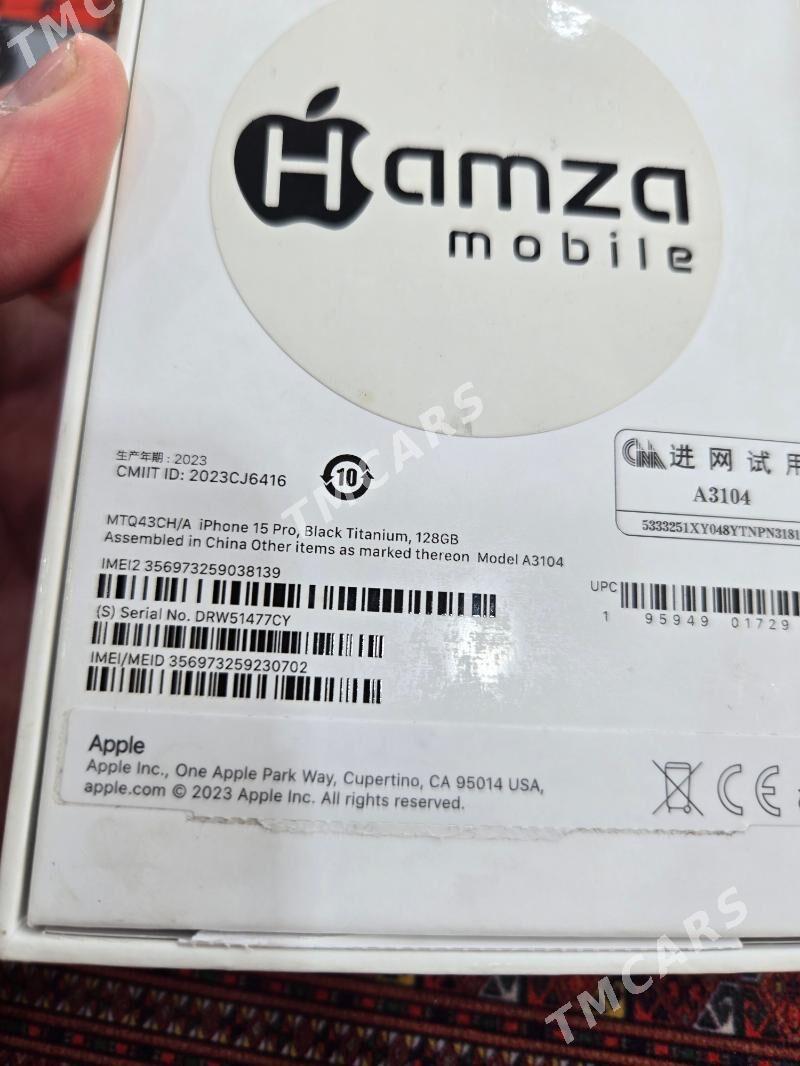 TMCARS
Hamza
mobile
TMCARS
生产年期：2023
CMIIT ID: 2023CJ6416
10
进网试用
A3104
5333251XY048YTNPN3181
MTQ43CH/A iPhone 15 Pro, Black Titanium, 128GB
Assembled in China Other items as marked thereon Model A3104
IMEI2 356973259038139
(S) Serial No. DRW51477CY
IMEI/MEID 356973259230702
UPC
1 95949 01729
Apple
Apple Inc., One Apple Park Way, Cupertino, CA 95014 USA,
apple.com © 2023 Apple Inc. All rights reserved.
CE
TMCARS